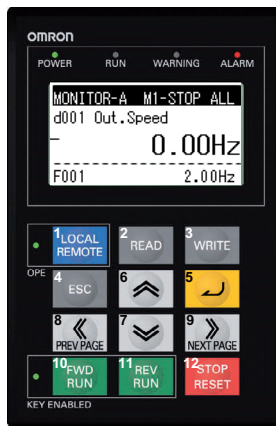 OMRON
POWER RUN WARNING ALARM
MONITOR-A M1-STOP ALL
d001 Out.Speed
0.00Hz
F001 2.00Hz
1 LOCAL REMOTE
2 READ
3 WRITE
OPE
4 ESC
6
5
8 PREV PAGE
7
9 NEXT PAGE
10 FWD RUN
11 REV RUN
12 STOP RESET
KEY ENABLED